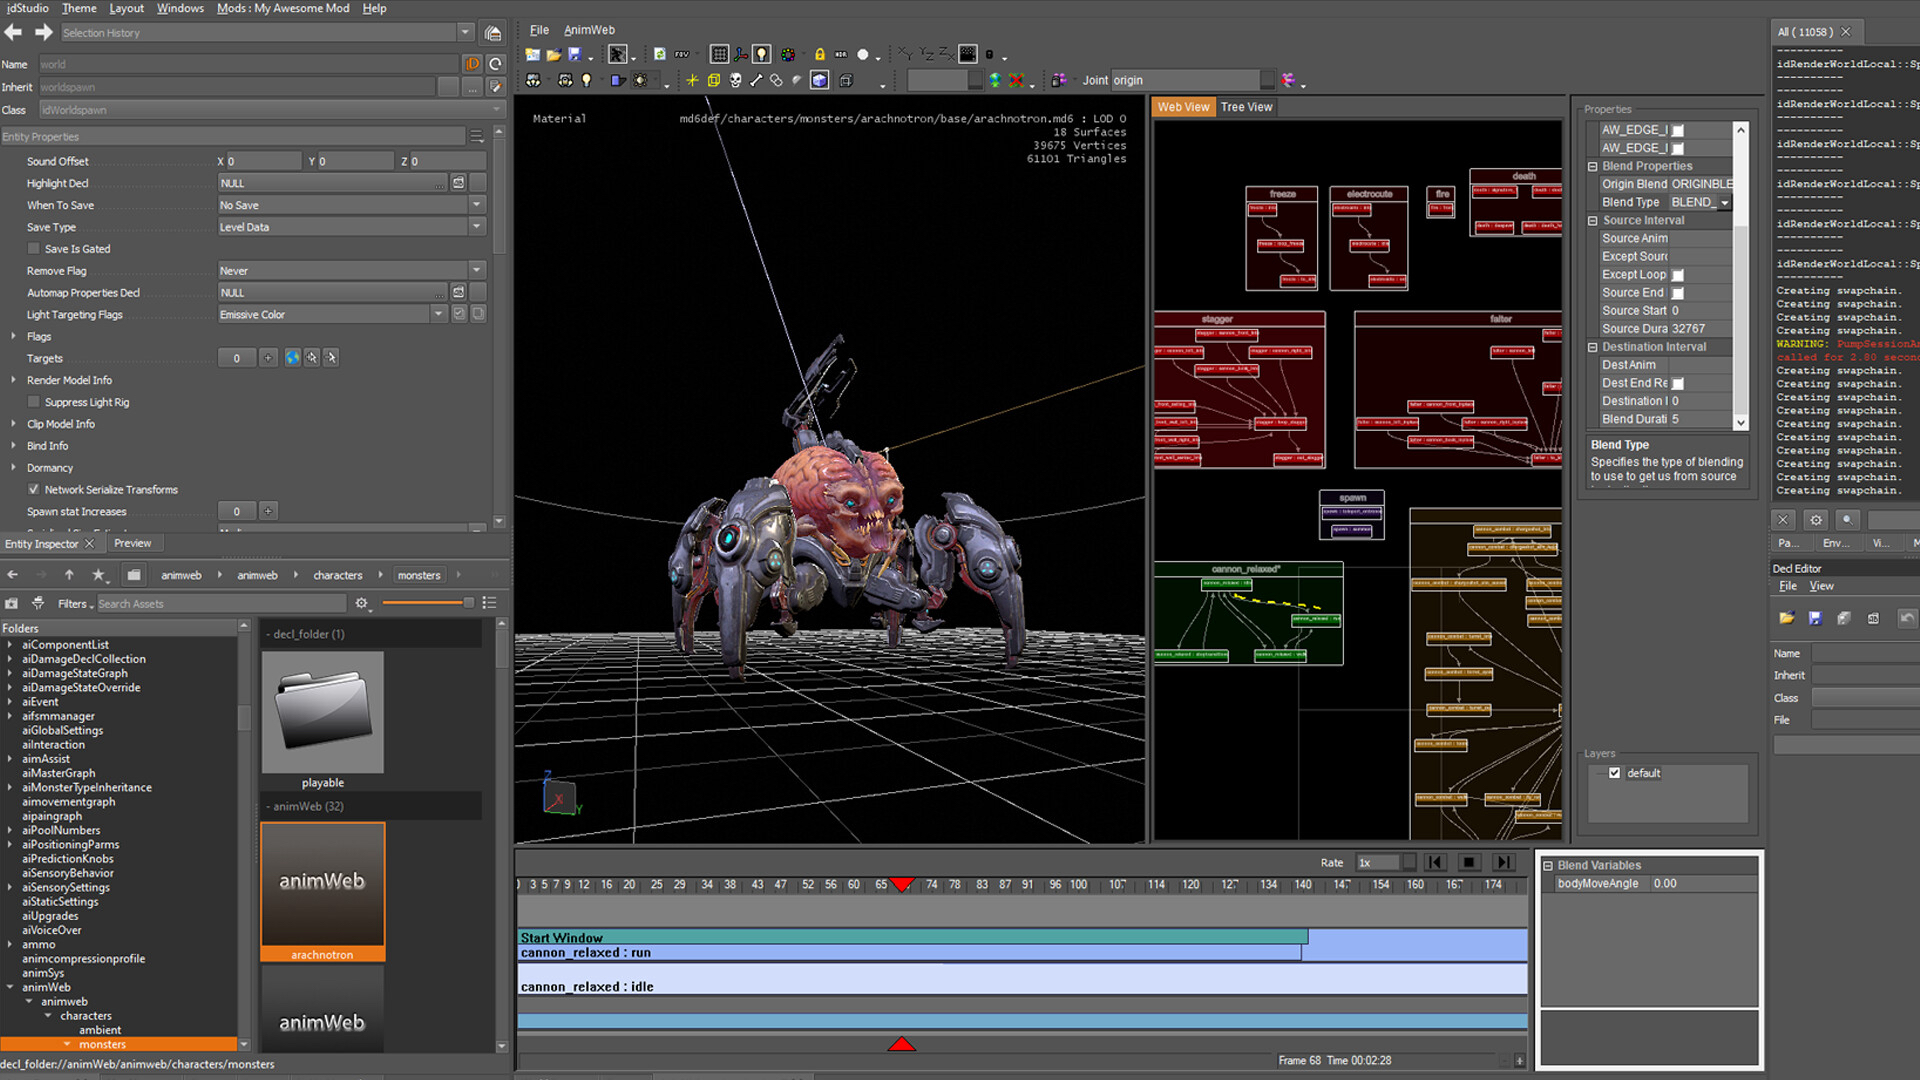 idStudio Theme Layout Windows Mods : My Awesome Mod Help
Selection History
Name world
Inherit worldspawn
Class idWorldspawn
Entity Properties
Sound Offset X 0 Y 0 Z 0
Highlight Decl NULL
When To Save No Save
Save Type Level Data
Save Is Gated
Remove Flag Never
Automap Properties Decl NULL
Light Targeting Flags Emissive Color
Flags
Targets 0
Render Model Info
Suppress Light Rig
Clip Model Info
Bind Info
Dormancy
Network Serialize Transforms
Spawn stat Increases 0
Entity Inspector Preview
animweb animweb characters monsters
Filters Search Assets
Folders
aiComponentList
aiDamageDeclCollection
aiDamageStateGraph
aiDamageStateOverride
aiEvent
aifsmmanager
aiGlobalSettings
aiInteraction
aimAssist
aiMasterGraph
aiMonsterTypeInheritance
aimovementgraph
aipaingraph
aiPoolNumbers
aiPositioningParms
aiPredictionKnobs
aiSensoryBehavior
aiSensorySettings
aiStaticSettings
aiUpgrades
aiVoiceOver
ammo
animcompressionprofile
animSys
animWeb
animweb
characters
ambient
monsters
decl_folder://animWeb/animweb/characters/monsters
- decl_folder (1)
playable
- animWeb (32)
animWeb
arachnotron
animWeb
File AnimWeb
Joint origin
Material
md6def/characters/monsters/arachnotron/base/arachnotron.md6 : LOD 0
18 Surfaces
39675 Vertices
61101 Triangles
Z
X
Y
Web View Tree View
freeze
electrocute
fire
death
stagger
falter
spawn
cannon_relaxed*
Properties
AW_EDGE_I
AW_EDGE_I
Blend Properties
Origin Blend ORIGINBLE
Blend Type BLEND_
Source Interval
Source Anim
Except Sourc
Except Loop
Source End
Source Start 0
Source Dura 32767
Destination Interval
DestAnim
Dest End Re
Destination I 0
Blend Durati 5
Blend Type
Specifies the type of blending
to use to get us from source
Layers
default
Rate 1x
3 5 7 9 12 16 20 25 29 34 38 43 47 52 56 60 65 74 78 83 87 91 96 100 107 114 120 127 134 140 147 154 160 167 174
Start Window
cannon_relaxed : run
cannon_relaxed : idle
Frame 68 Time 00:02:28
Blend Variables
bodyMoveAngle 0.00
All ( 11058 )
----------
idRenderWorldLocal::Sp
----------
----------
idRenderWorldLocal::Sp
----------
----------
idRenderWorldLocal::Sp
----------
----------
idRenderWorldLocal::Sp
----------
----------
idRenderWorldLocal::Sp
----------
----------
idRenderWorldLocal::Sp
----------
Creating swapchain.
Creating swapchain.
Creating swapchain.
Creating swapchain.
WARNING: PumpSessionAs
called for 2.80 second
Creating swapchain.
Creating swapchain.
Creating swapchain.
Creating swapchain.
Creating swapchain.
Creating swapchain.
Creating swapchain.
Creating swapchain.
Creating swapchain.
Creating swapchain.
Pa... Env... Vi...
Decl Editor
File View
Name
Inherit
Class
File